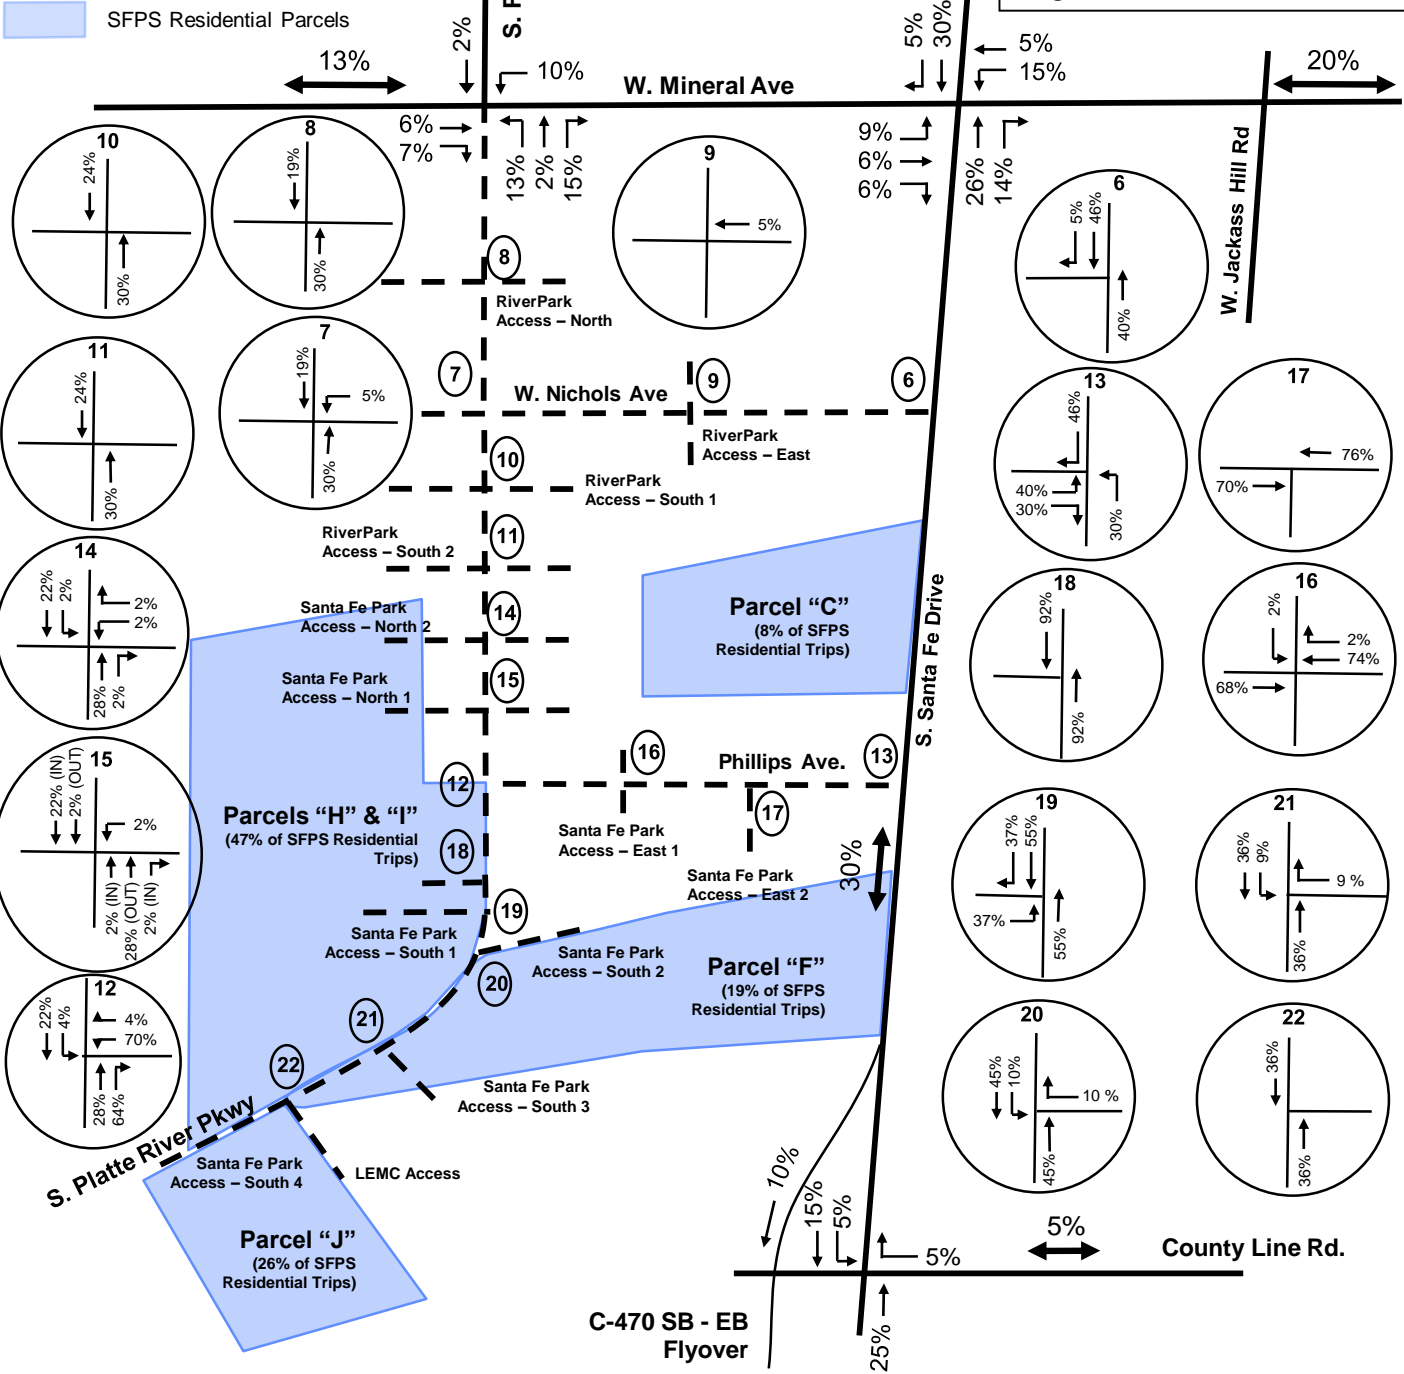 SFPS Residential Parcels
2%
5%
30%
5%
15%
13%
10%
W. Mineral Ave
20%
6%
7%
13%
2%
15%
9%
6%
6%
26%
14%
W. Jackass Hill Rd
10
24%
30%
8
19%
30%
9
5%
6
5%
46%
40%
8
RiverPark
Access – North
11
24%
30%
7
19%
5%
30%
7
W. Nichols Ave
9
6
RiverPark
Access – East
10
RiverPark
Access – South 1
13
46%
40%
30%
30%
17
76%
70%
RiverPark
Access – South 2
11
14
22%
2%
2%
2%
28%
2%
Santa Fe Park
Access – North 2
14
Parcel “C”
(8% of SFPS
Residential Trips)
S. Santa Fe Drive
18
92%
92%
16
2%
2%
74%
68%
Santa Fe Park
Access – North 1
15
15
22% (IN)
2% (OUT)
2%
2% (IN)
28% (OUT)
2% (IN)
12
16
Phillips Ave.
13
17
Santa Fe Park
Access – East 1
Santa Fe Park
Access – East 2
30%
Parcels “H” & “I”
(47% of SFPS Residential
Trips)
18
19
37%
55%
37%
55%
21
36%
9%
9 %
36%
19
Santa Fe Park
Access – South 1
Santa Fe Park
Access – South 2
20
Parcel “F”
(19% of SFPS
Residential Trips)
12
22%
4%
4%
70%
28%
64%
21
22
Santa Fe Park
Access – South 3
20
45%
10%
10 %
45%
22
36%
36%
S. Platte River Pkwy
Santa Fe Park
Access – South 4
LEMC Access
Parcel “J”
(26% of SFPS
Residential Trips)
10%
15%
5%
5%
5%
County Line Rd.
C-470 SB - EB
Flyover
25%